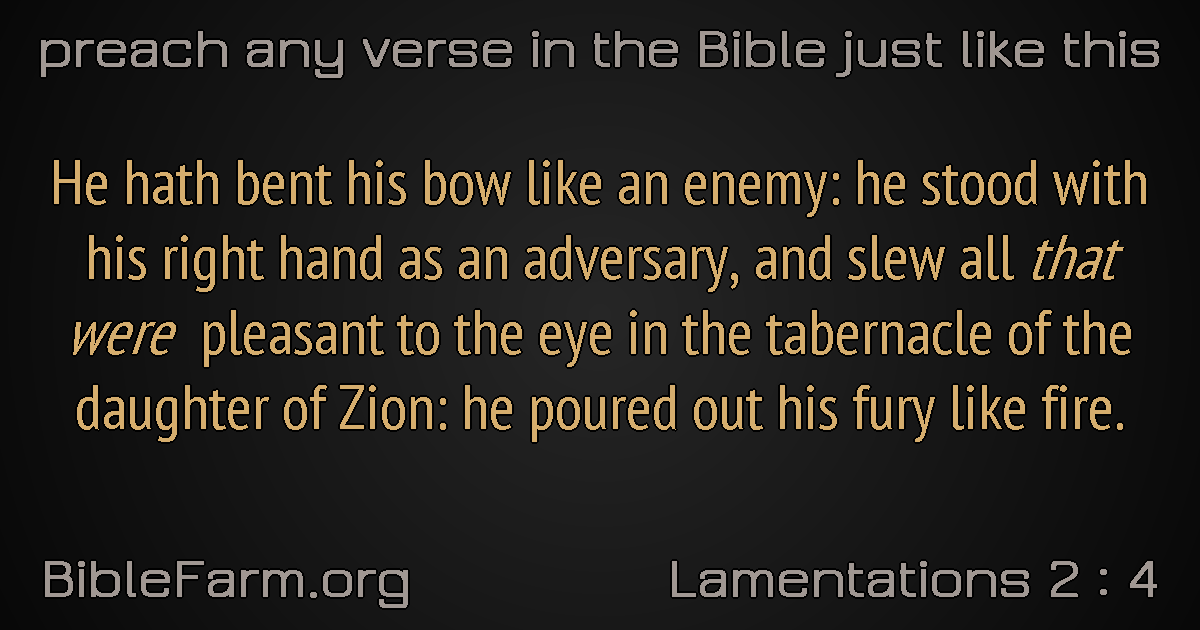 preach any verse in the Bible just like this
He hath bent his bow like an enemy: he stood with
his right hand as an adversary, and slew all that
were pleasant to the eye in the tabernacle of the
daughter of Zion: he poured out his fury like fire.
BibleFarm.org
Lamentations 2 : 4